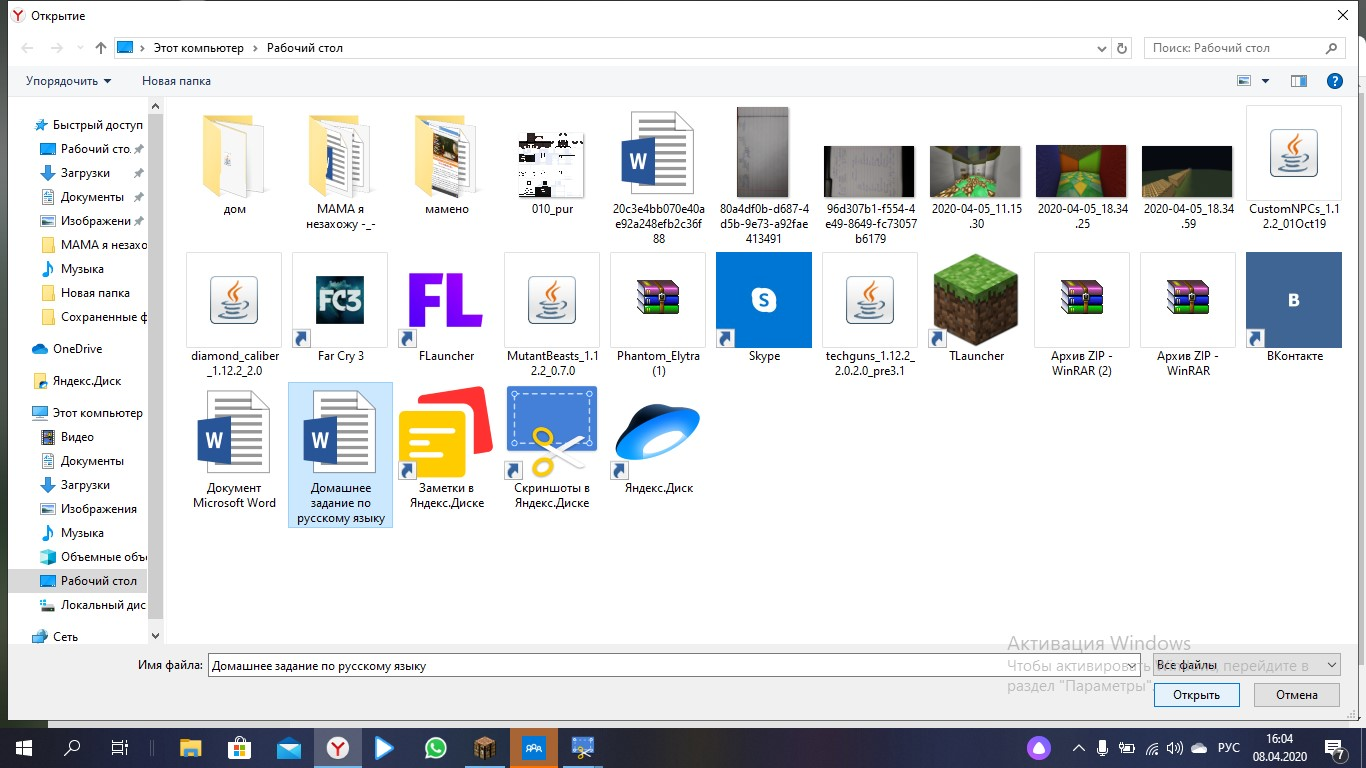 Открытие
Этот компьютер
Рабочий стол
Поиск: Рабочий стол
Упорядочить
Новая папка
Быстрый доступ
Рабочий сто.
Загрузки
Документы
Изображени
МАМА я незахо
Музыка
Новая папка
Сохраненные ф
OneDrive
Яндекс.Диск
Этот компьютер
Видео
Документы
Загрузки
Изображения
Музыка
Объемные объ
Рабочий стол
Локальный дис
Сеть
дом
МАМА я
незахожу -_-
мамено
010_pur
20c3e4bb070e40a
e92a248efb2c36f
88
80a4df0b-d687-4
d5b-9e73-a92fae
413491
96d307b1-f554-4
e49-8649-fc73057
b6179
2020-04-05_11.15
.30
2020-04-05_18.34
.25
2020-04-05_18.34
.59
CustomNPCs_1.1
2.2_01Oct19
diamond_caliber
_1.12.2_2.0
FC3
Far Cry 3
FL
FLauncher
MutantBeasts_1.1
2.2_0.7.0
Phantom_Elytra
(1)
Skype
techguns_1.12.2_
2.0.2.0_pre3.1
TLauncher
Архив ZIP -
WinRAR (2)
Архив ZIP -
WinRAR
В
ВКонтакте
Документ
Microsoft Word
Домашнее
задание по
русскому языку
Заметки в
Яндекс.Диске
Скриншоты в
Яндекс.Диске
Яндекс.Диск
Активация Windows
Чтобы активировать Windows, перейдите в
раздел "Параметры".
Имя файла:
Домашнее задание по русскому языку
Все файлы
Открыть
Отмена
РУС
16:04
08.04.2020
7